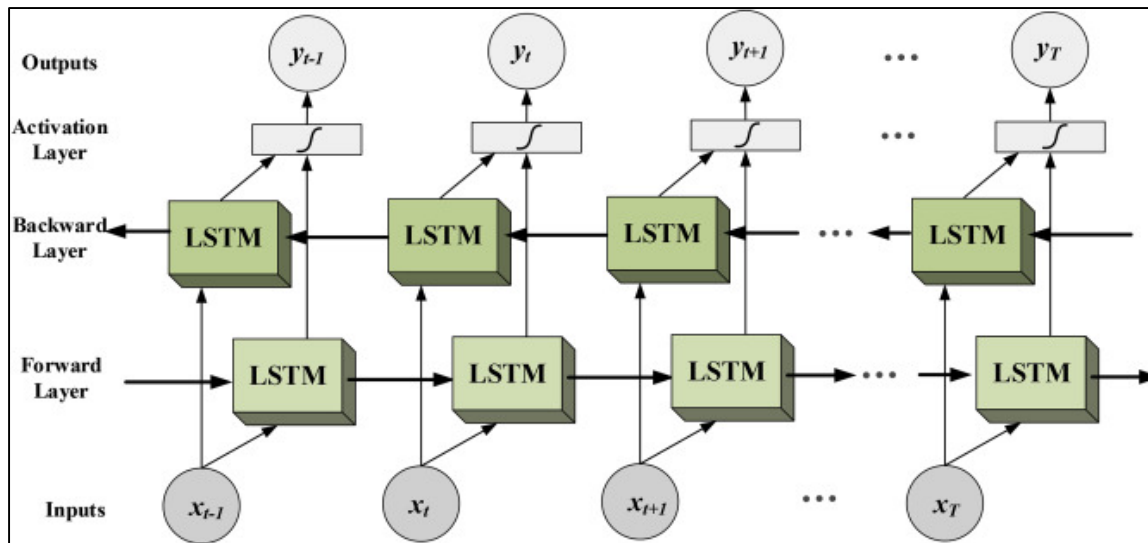 Outputs
y_{t-1} y_t y_{t+1} ... y_T
Activation
Layer
∫ ∫ ∫ ... ∫
Backward
Layer
LSTM LSTM LSTM ... LSTM
Forward
Layer
LSTM LSTM LSTM ... LSTM
Inputs
x_{t-1} x_t x_{t+1} ... x_T